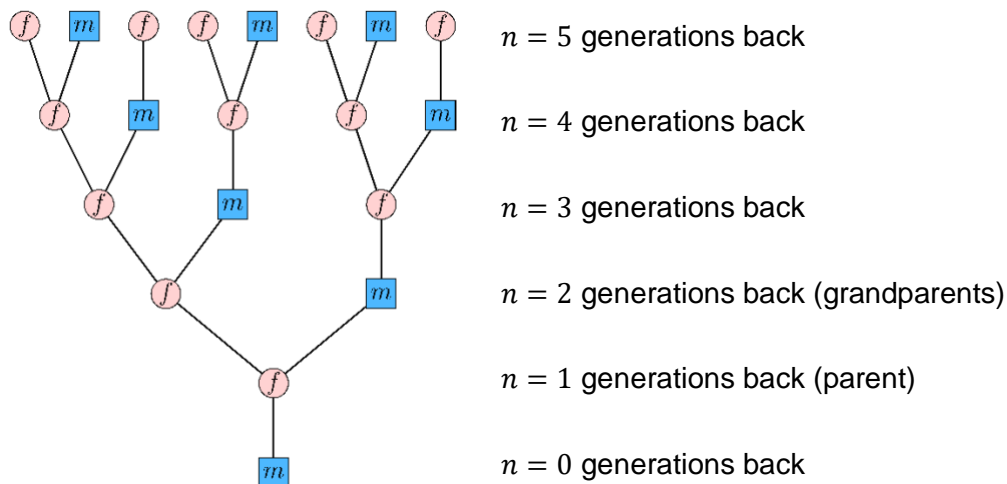 f m f f m f m f n = 5 generations back
f m f f m n = 4 generations back
f m f n = 3 generations back
f m n = 2 generations back (grandparents)
f n = 1 generations back (parent)
m n = 0 generations back